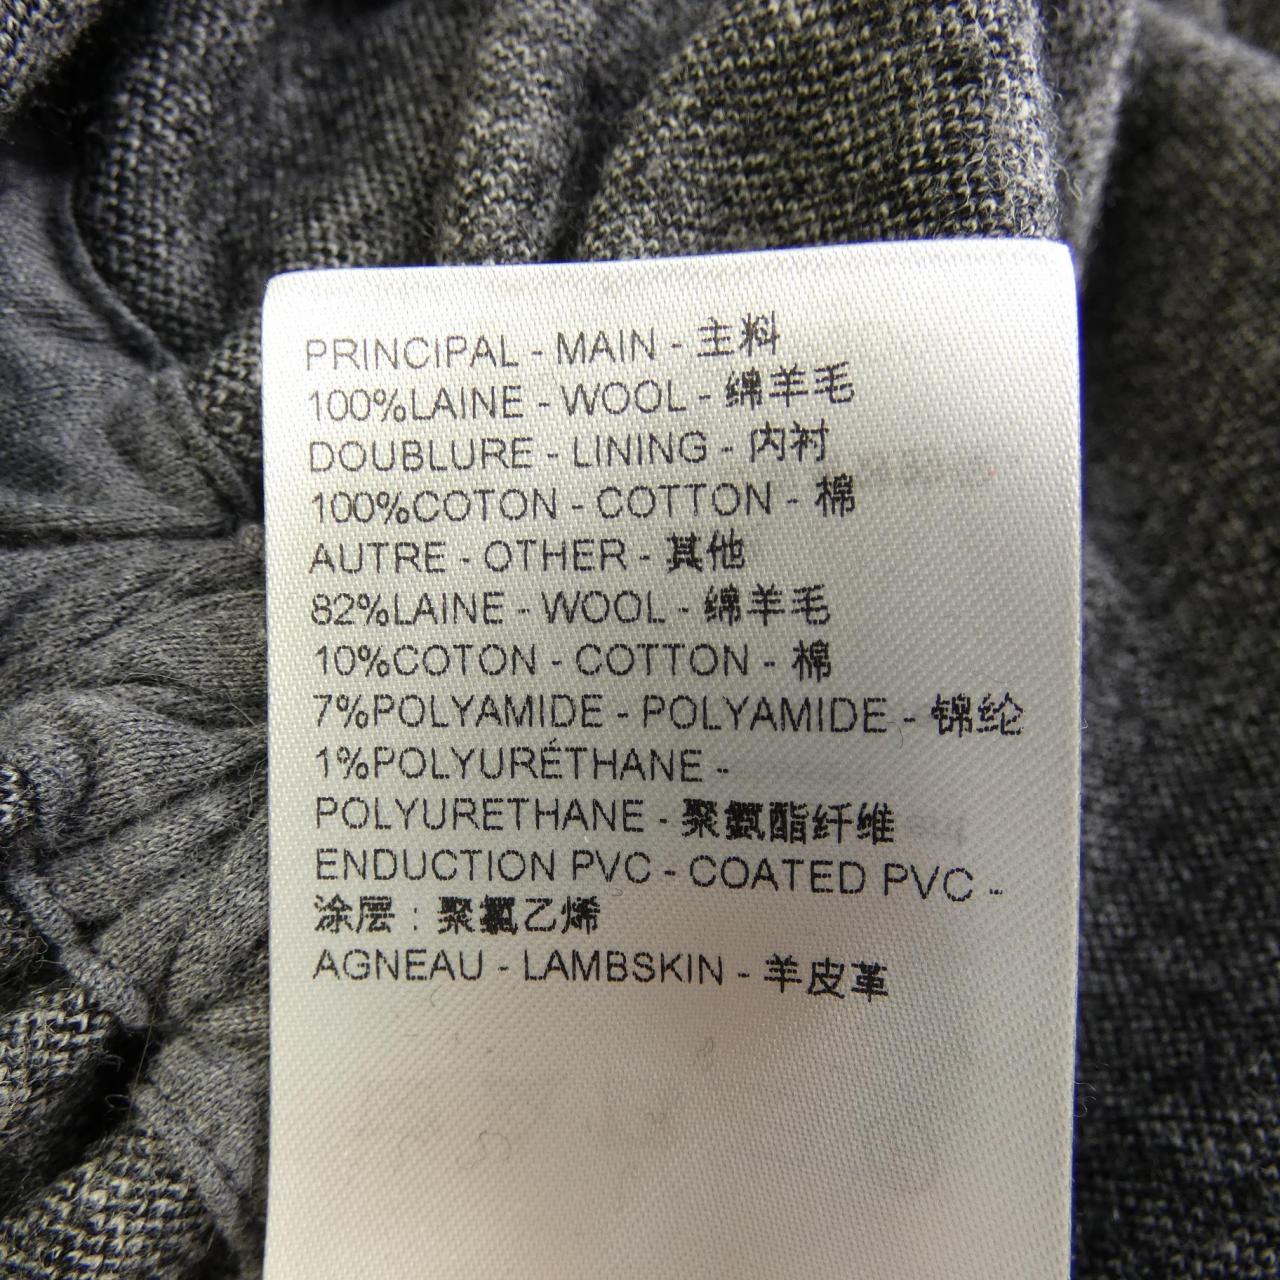 PRINCIPAL - MAIN - 主料
100%LAINE - WOOL - 绵羊毛
DOUBLURE - LINING - 内衬
100%COTON - COTTON - 棉
AUTRE - OTHER - 其他
82%LAINE - WOOL - 绵羊毛
10%COTON - COTTON - 棉
7%POLYAMIDE - POLYAMIDE - 锦纶
1%POLYURÉTHANE -
POLYURETHANE - 聚氨酯纤维
ENDUCTION PVC - COATED PVC -
涂层：聚氯乙烯
AGNEAU - LAMBSKIN - 羊皮革